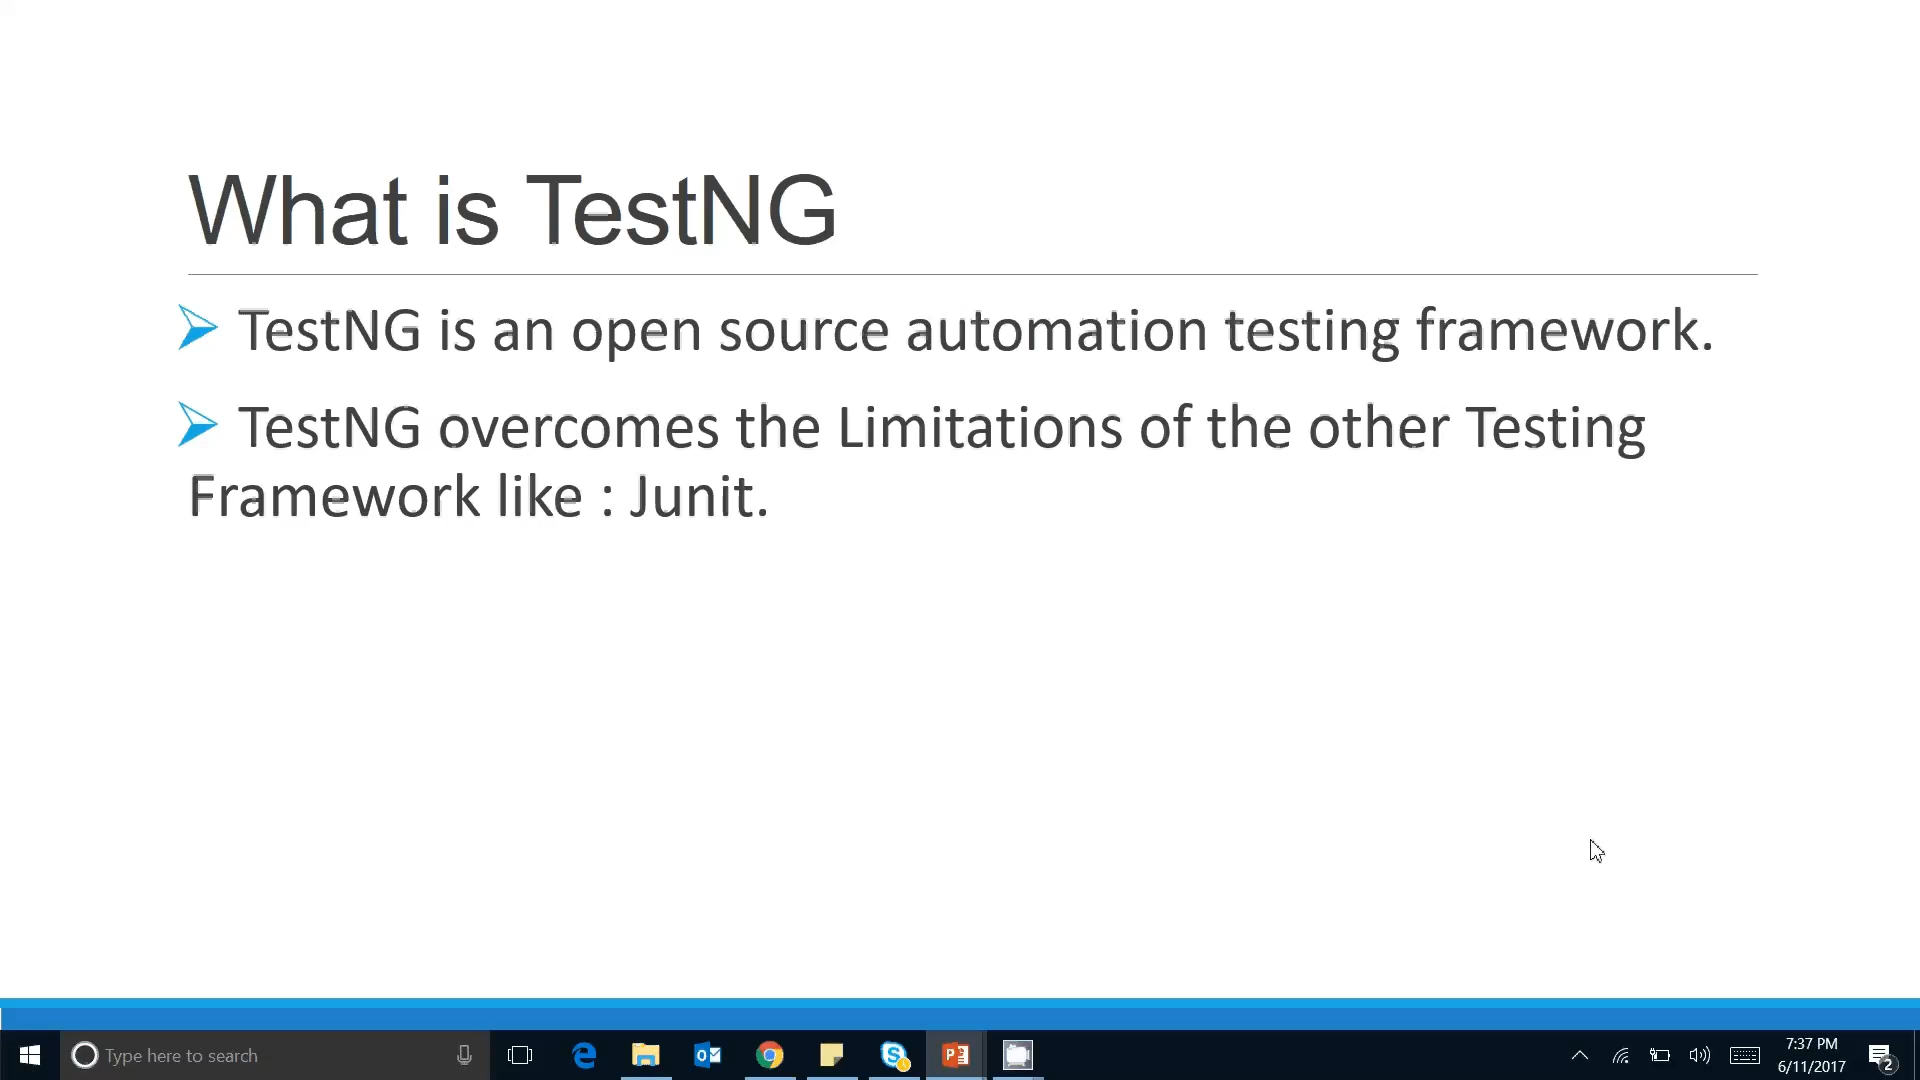 What is TestNG
TestNG is an open source automation testing framework.
TestNG overcomes the Limitations of the other Testing
Framework like : Junit.
Type here to search
7:37 PM
6/11/2017
2